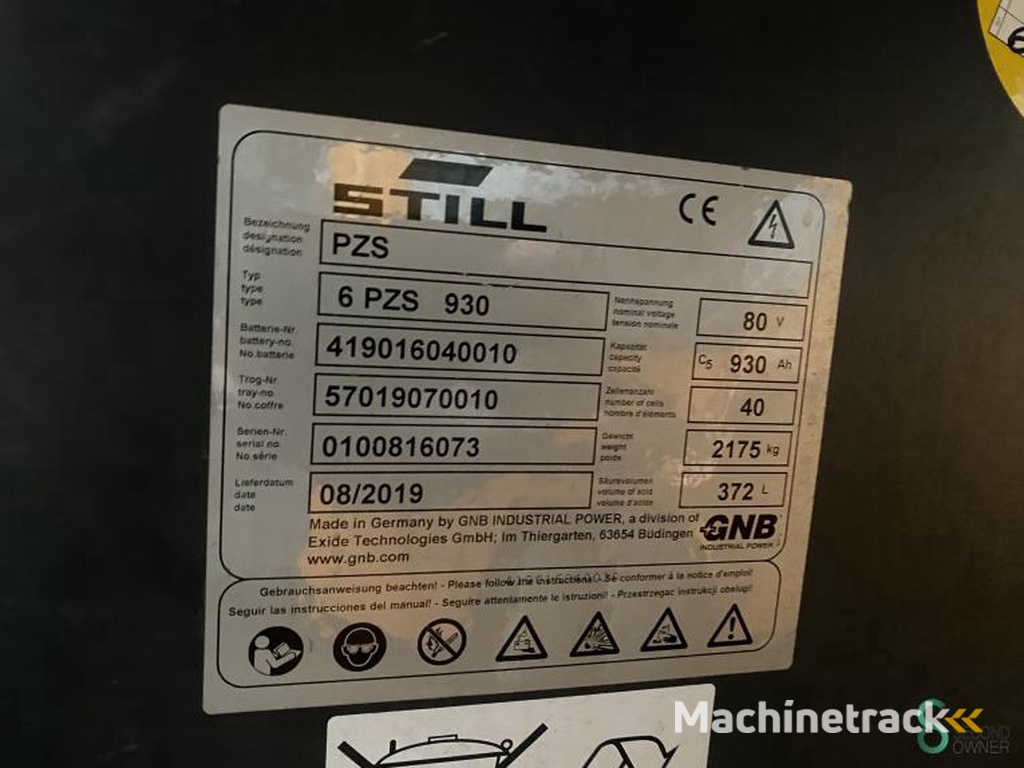 STILL
CE
Bezeichnung
designation
désignation
PZS
Typ
type
type
6 PZS 930
Nennspannung
nominal voltage
tension nominale
80 V
Batterie-Nr.
battery-no.
No.batterie
419016040010
Kapazität
capacity
capacité
C5 930 Ah
Trog-Nr.
tray-no.
No.coffre
57019070010
Zellenanzahl
number of cells
nombre d'éléments
40
Serien-Nr.
serial no.
No.série
0100816073
Gewicht
weight
poids
2175 kg
Lieferdatum
date
date
08/2019
Säurevolumen
volume of acid
volume d'acide
372 L
Made in Germany by GNB INDUSTRIAL POWER, a division of
Exide Technologies GmbH; Im Thiergarten, 63654 Büdingen
www.gnb.com
GNB
INDUSTRIAL POWER
Gebrauchsanweisung beachten! - Please follow the instructions! - Se conformer à la notice d'emploi!
Seguir las instrucciones del manual! - Seguire attentamente le istruzioni! - Przestrzegac instrukcji obslugi!
Machinetrack
SECOND
OWNER